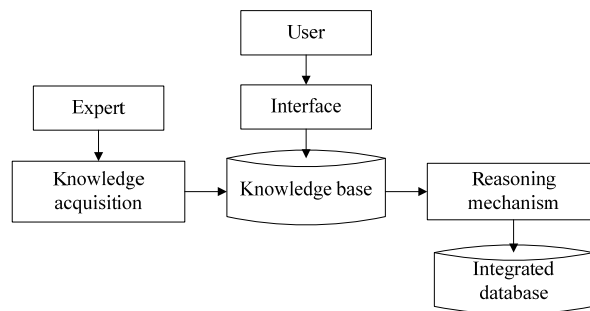 User
Expert
Interface
Knowledge
acquisition
Knowledge base
Reasoning
mechanism
Integrated
database